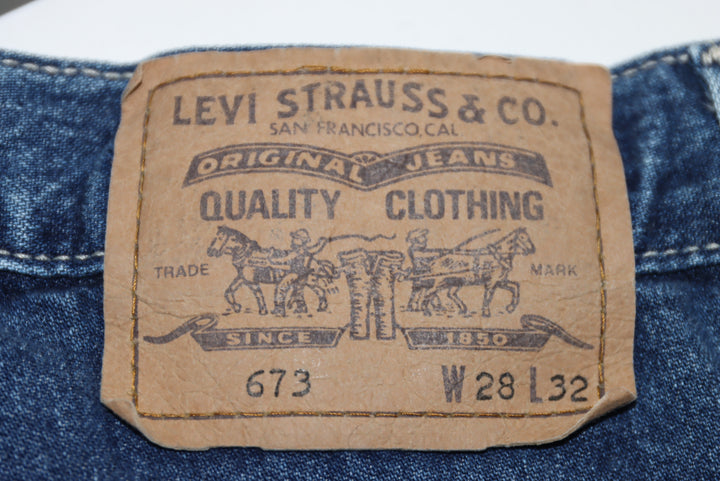 LEVI STRAUSS & CO.
SAN FRANCISCO, CAL
ORIGINAL JEANS
QUALITY CLOTHING
TRADE MARK
SINCE 1850
673 W 28 L 32